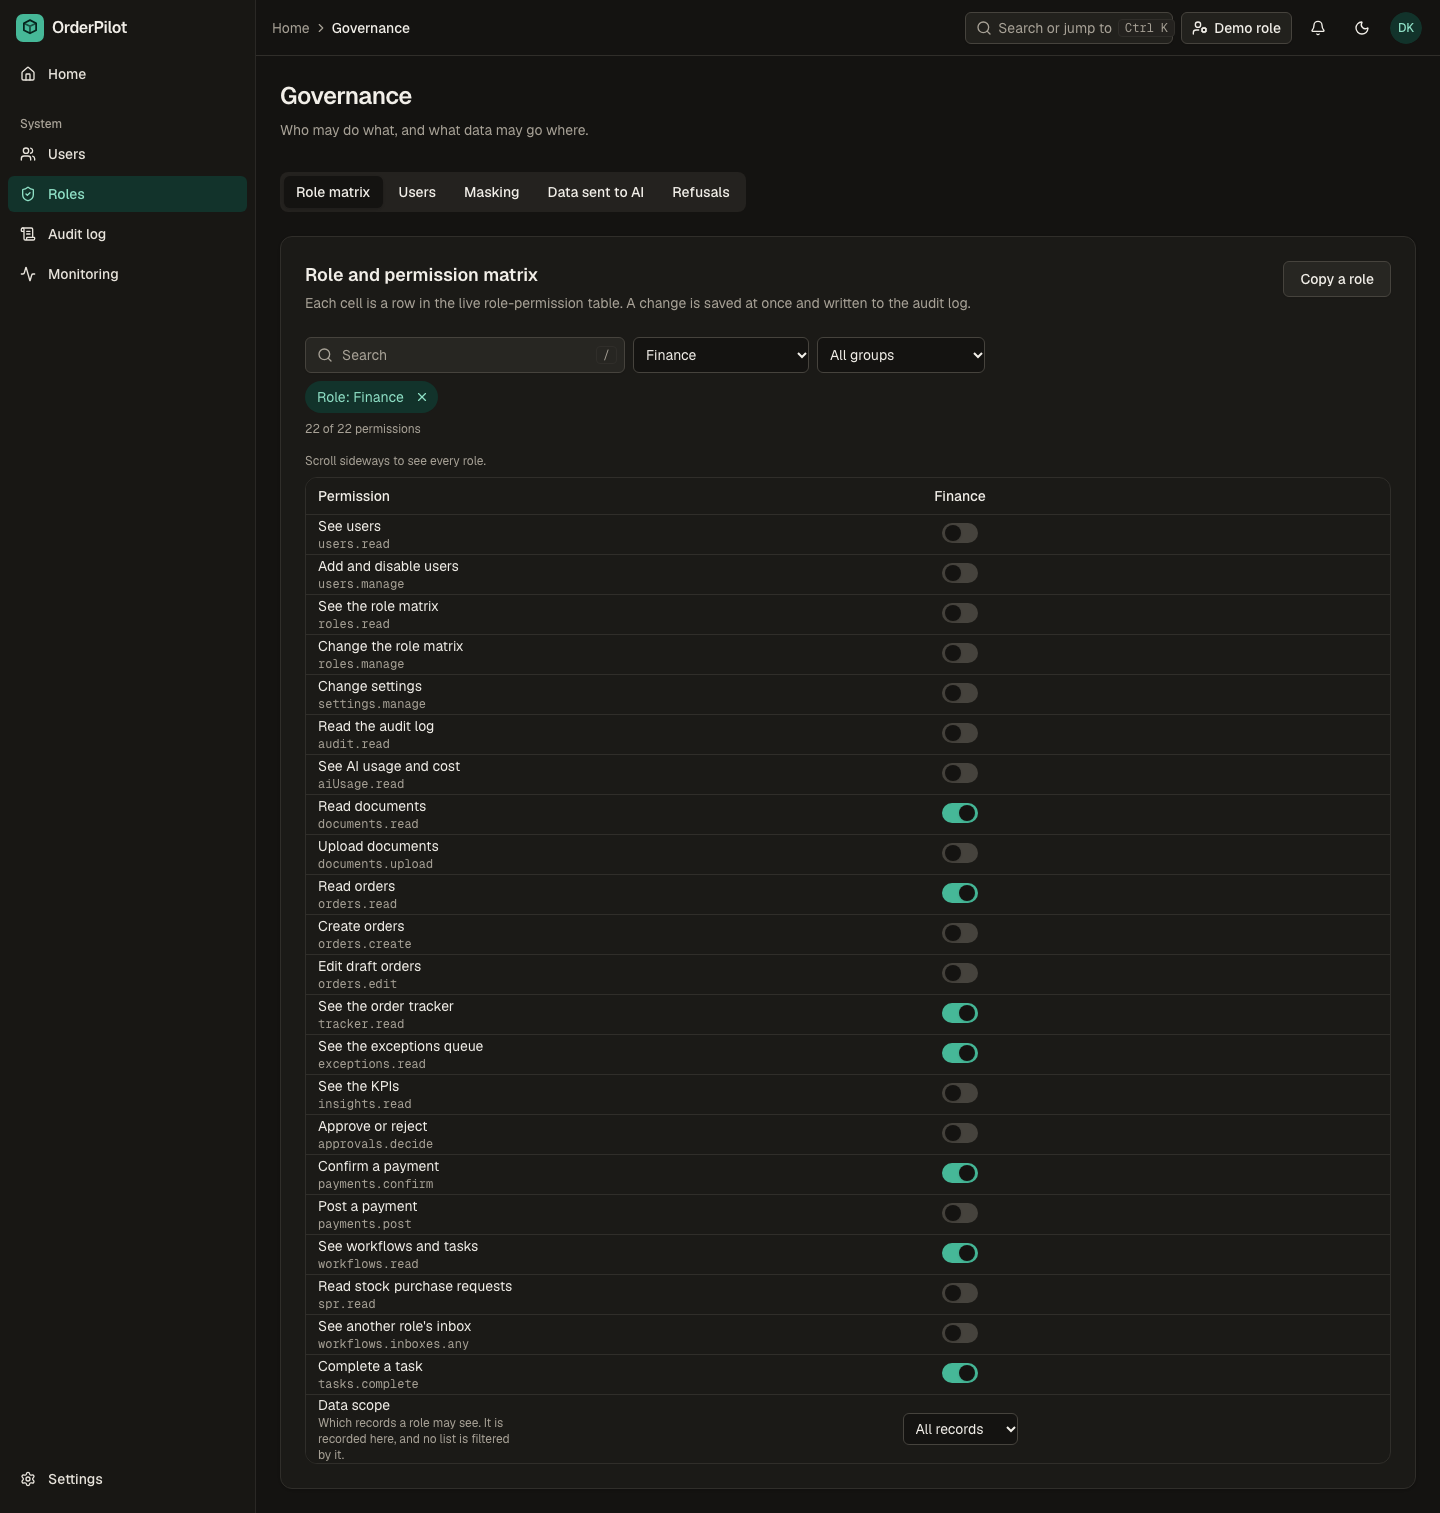 OrderPilot
Home
System
Users
Roles
Audit log
Monitoring
Settings
Home > Governance
Search or jump to Ctrl K
Demo role
DK
Governance
Who may do what, and what data may go where.
Role matrix
Users
Masking
Data sent to AI
Refusals
Role and permission matrix
Each cell is a row in the live role-permission table. A change is saved at once and written to the audit log.
Copy a role
Search /
Finance
All groups
Role: Finance
22 of 22 permissions
Scroll sideways to see every role.
Permission Finance
See users
users.read
Add and disable users
users.manage
See the role matrix
roles.read
Change the role matrix
roles.manage
Change settings
settings.manage
Read the audit log
audit.read
See AI usage and cost
aiUsage.read
Read documents
documents.read
Upload documents
documents.upload
Read orders
orders.read
Create orders
orders.create
Edit draft orders
orders.edit
See the order tracker
tracker.read
See the exceptions queue
exceptions.read
See the KPIs
insights.read
Approve or reject
approvals.decide
Confirm a payment
payments.confirm
Post a payment
payments.post
See workflows and tasks
workflows.read
Read stock purchase requests
spr.read
See another role's inbox
workflows.inboxes.any
Complete a task
tasks.complete
Data scope
Which records a role may see. It is
recorded here, and no list is filtered
by it.
All records